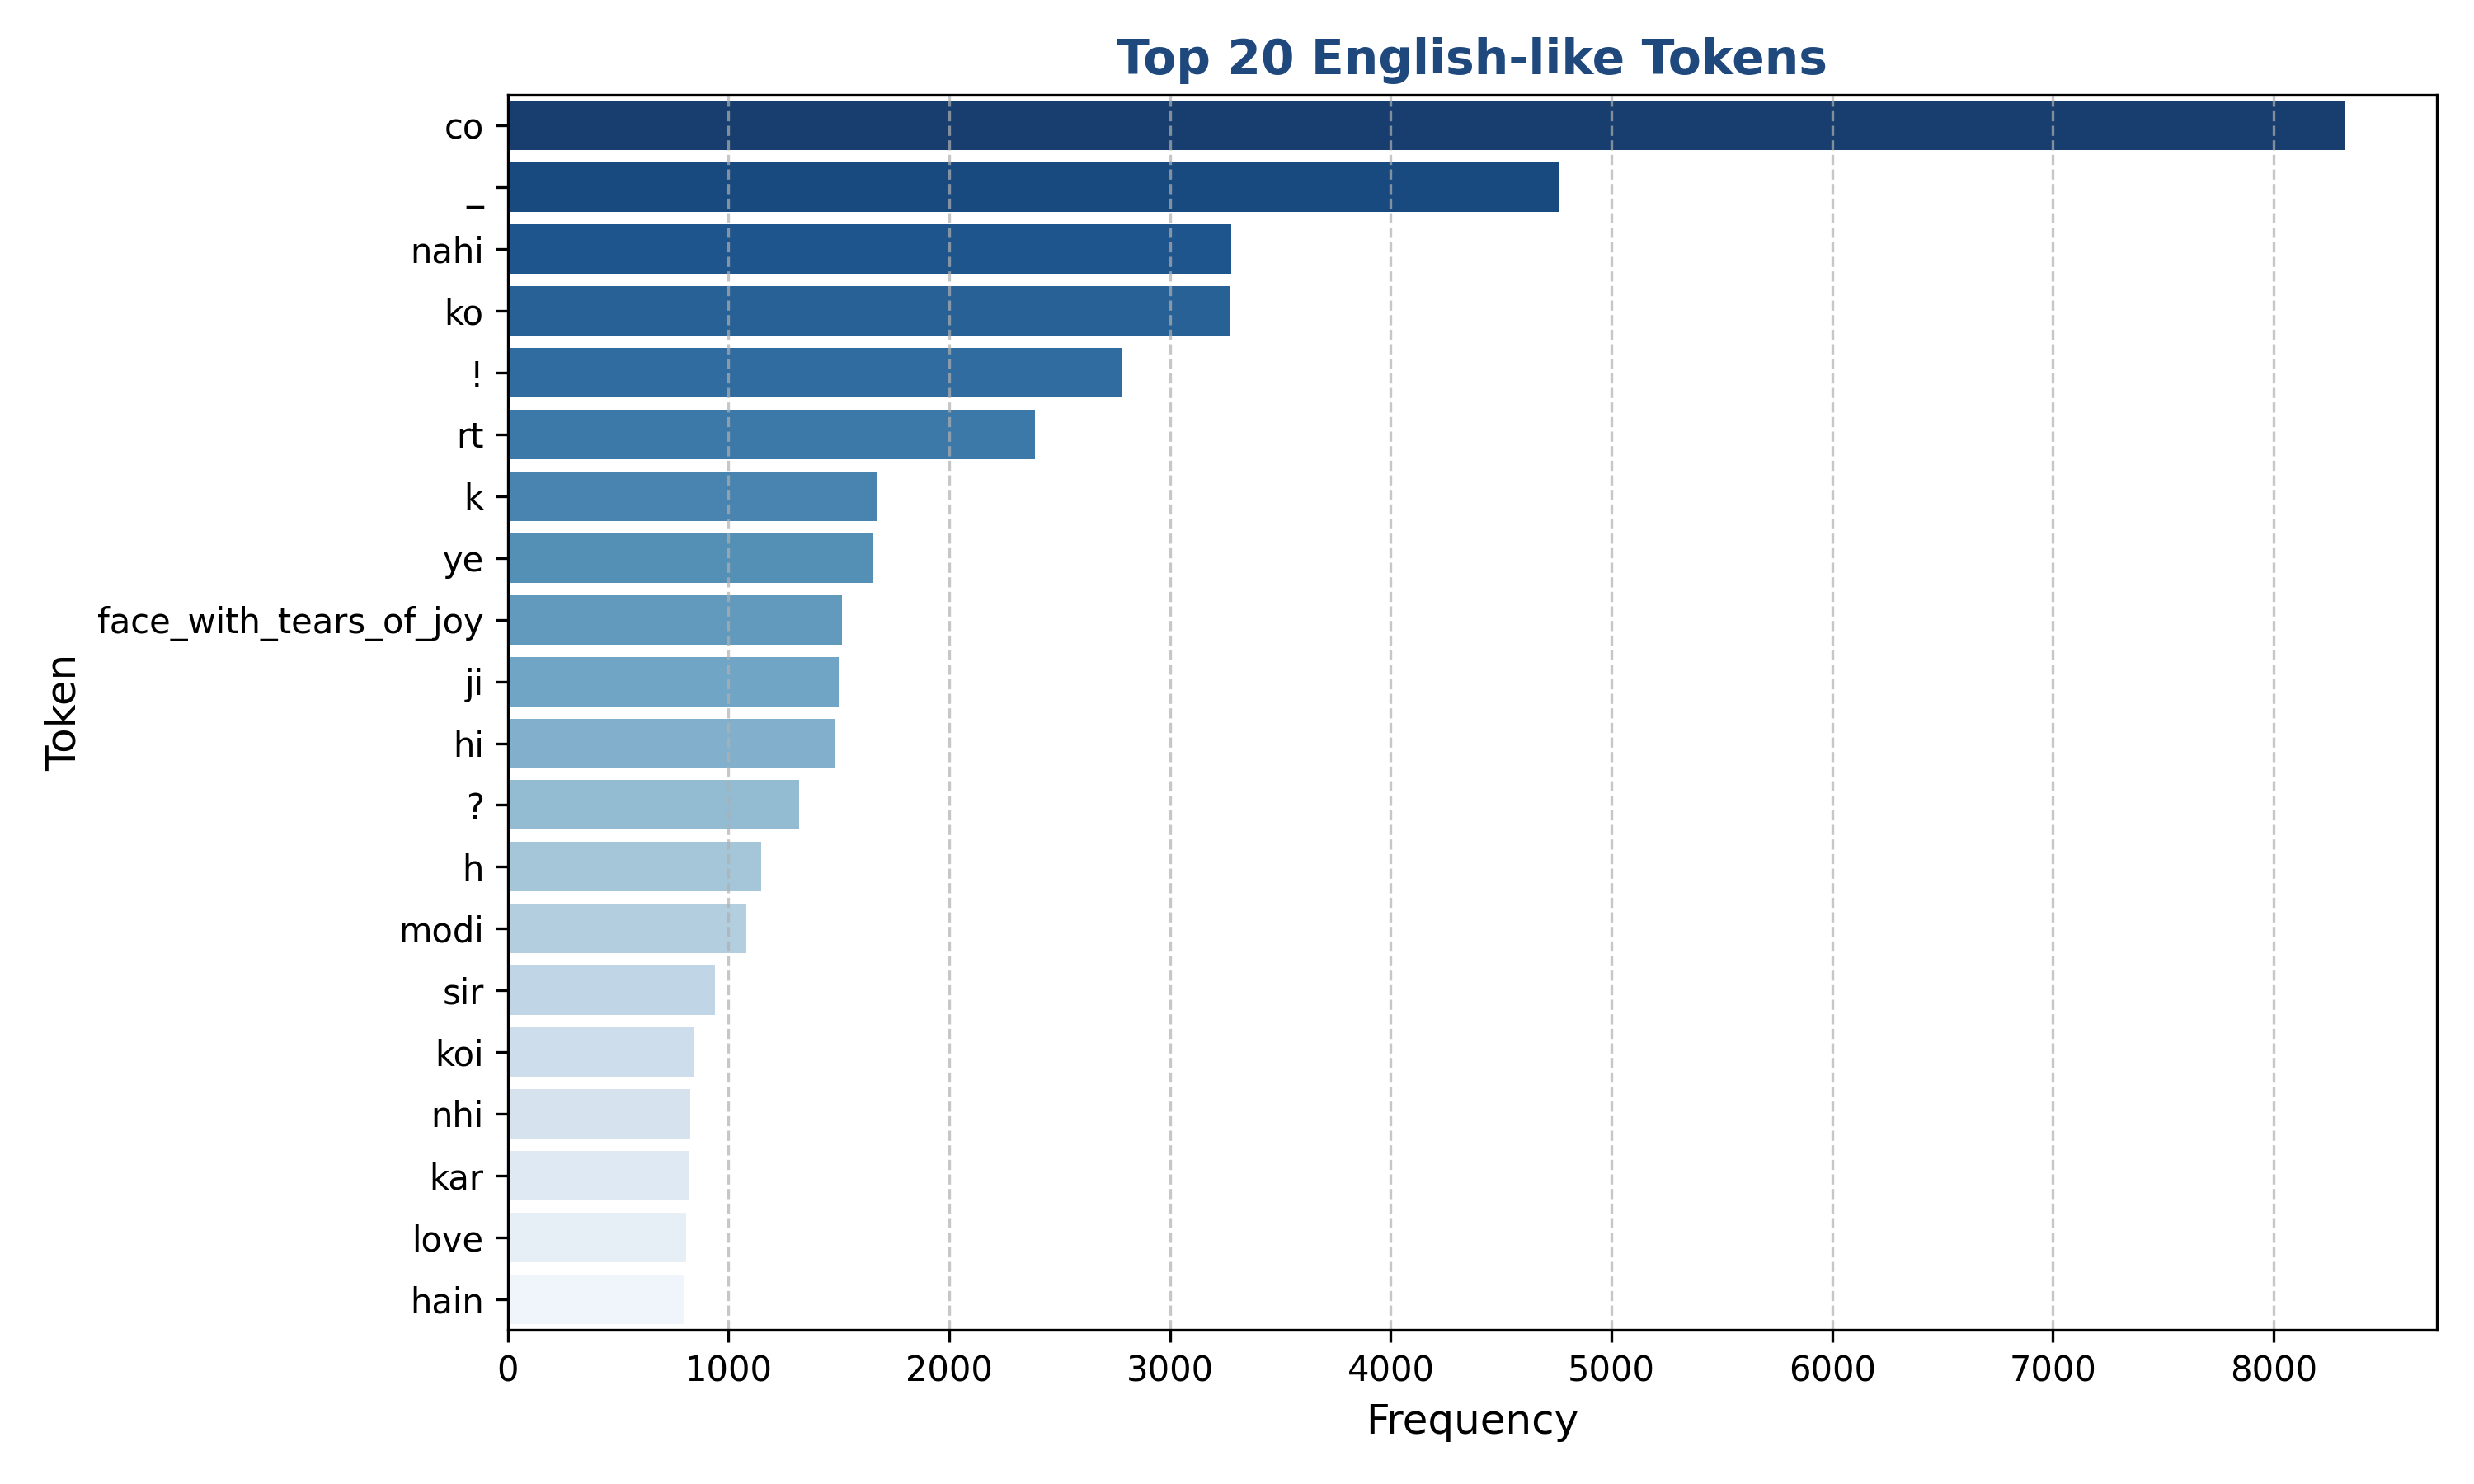 Top 20 English-like Tokens
co
_
nahi
ko
!
rt
k
ye
face_with_tears_of_joy
ji
hi
?
h
modi
sir
koi
nhi
kar
love
hain
Token
0 1000 2000 3000 4000 5000 6000 7000 8000
Frequency